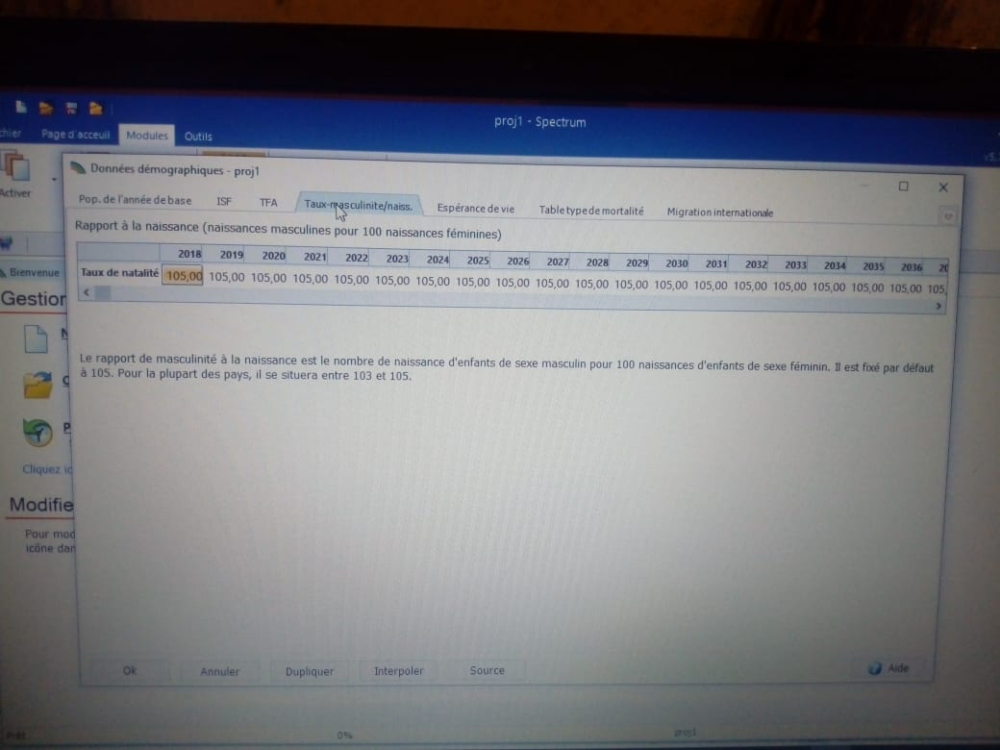 proj1 - Spectrum
Page d'acceuil Modules Outils
Activer
Données démographiques - proj1
Pop. de l'année de base ISF TFA Taux-masculinite/naiss. Espérance de vie Table type de mortalité Migration internationale
Rapport à la naissance (naissances masculines pour 100 naissances féminines)
2018 2019 2020 2021 2022 2023 2024 2025 2026 2027 2028 2029 2030 2031 2032 2033 2034 2035 2036
Taux de natalité 105,00 105,00 105,00 105,00 105,00 105,00 105,00 105,00 105,00 105,00 105,00 105,00 105,00 105,00 105,00 105,00 105,00 105,00 105,00 105,
Bienvenue
Gestion
Le rapport de masculinité à la naissance est le nombre de naissance d'enfants de sexe masculin pour 100 naissances d'enfants de sexe féminin. Il est fixé par défaut
à 105. Pour la plupart des pays, il se situera entre 103 et 105.
Cliquez
Modifie
Pour mod
icône dan
Ok Annuler Dupliquer Interpoler Source Aide
Prêt 0% proj1